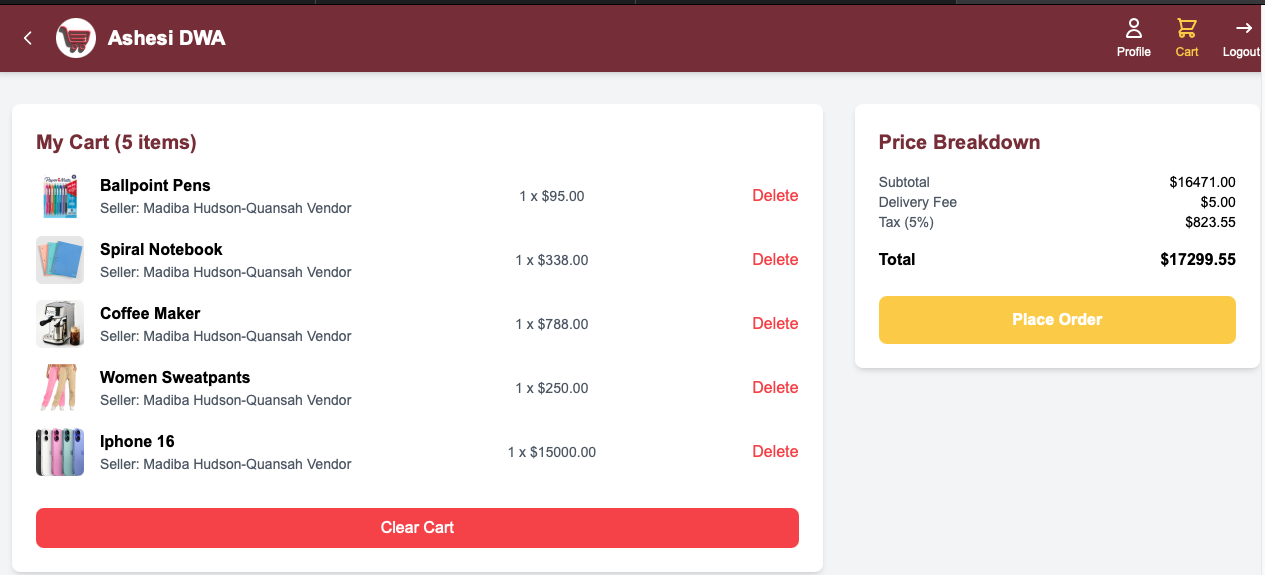 Ashesi DWA
Profile
Cart
Logout
My Cart (5 items)
Ballpoint Pens
Seller: Madiba Hudson-Quansah Vendor
1 x $95.00
Delete
Spiral Notebook
Seller: Madiba Hudson-Quansah Vendor
1 x $338.00
Delete
Coffee Maker
Seller: Madiba Hudson-Quansah Vendor
1 x $788.00
Delete
Women Sweatpants
Seller: Madiba Hudson-Quansah Vendor
1 x $250.00
Delete
Iphone 16
Seller: Madiba Hudson-Quansah Vendor
1 x $15000.00
Delete
Clear Cart
Price Breakdown
Subtotal $16471.00
Delivery Fee $5.00
Tax (5%) $823.55
Total $17299.55
Place Order